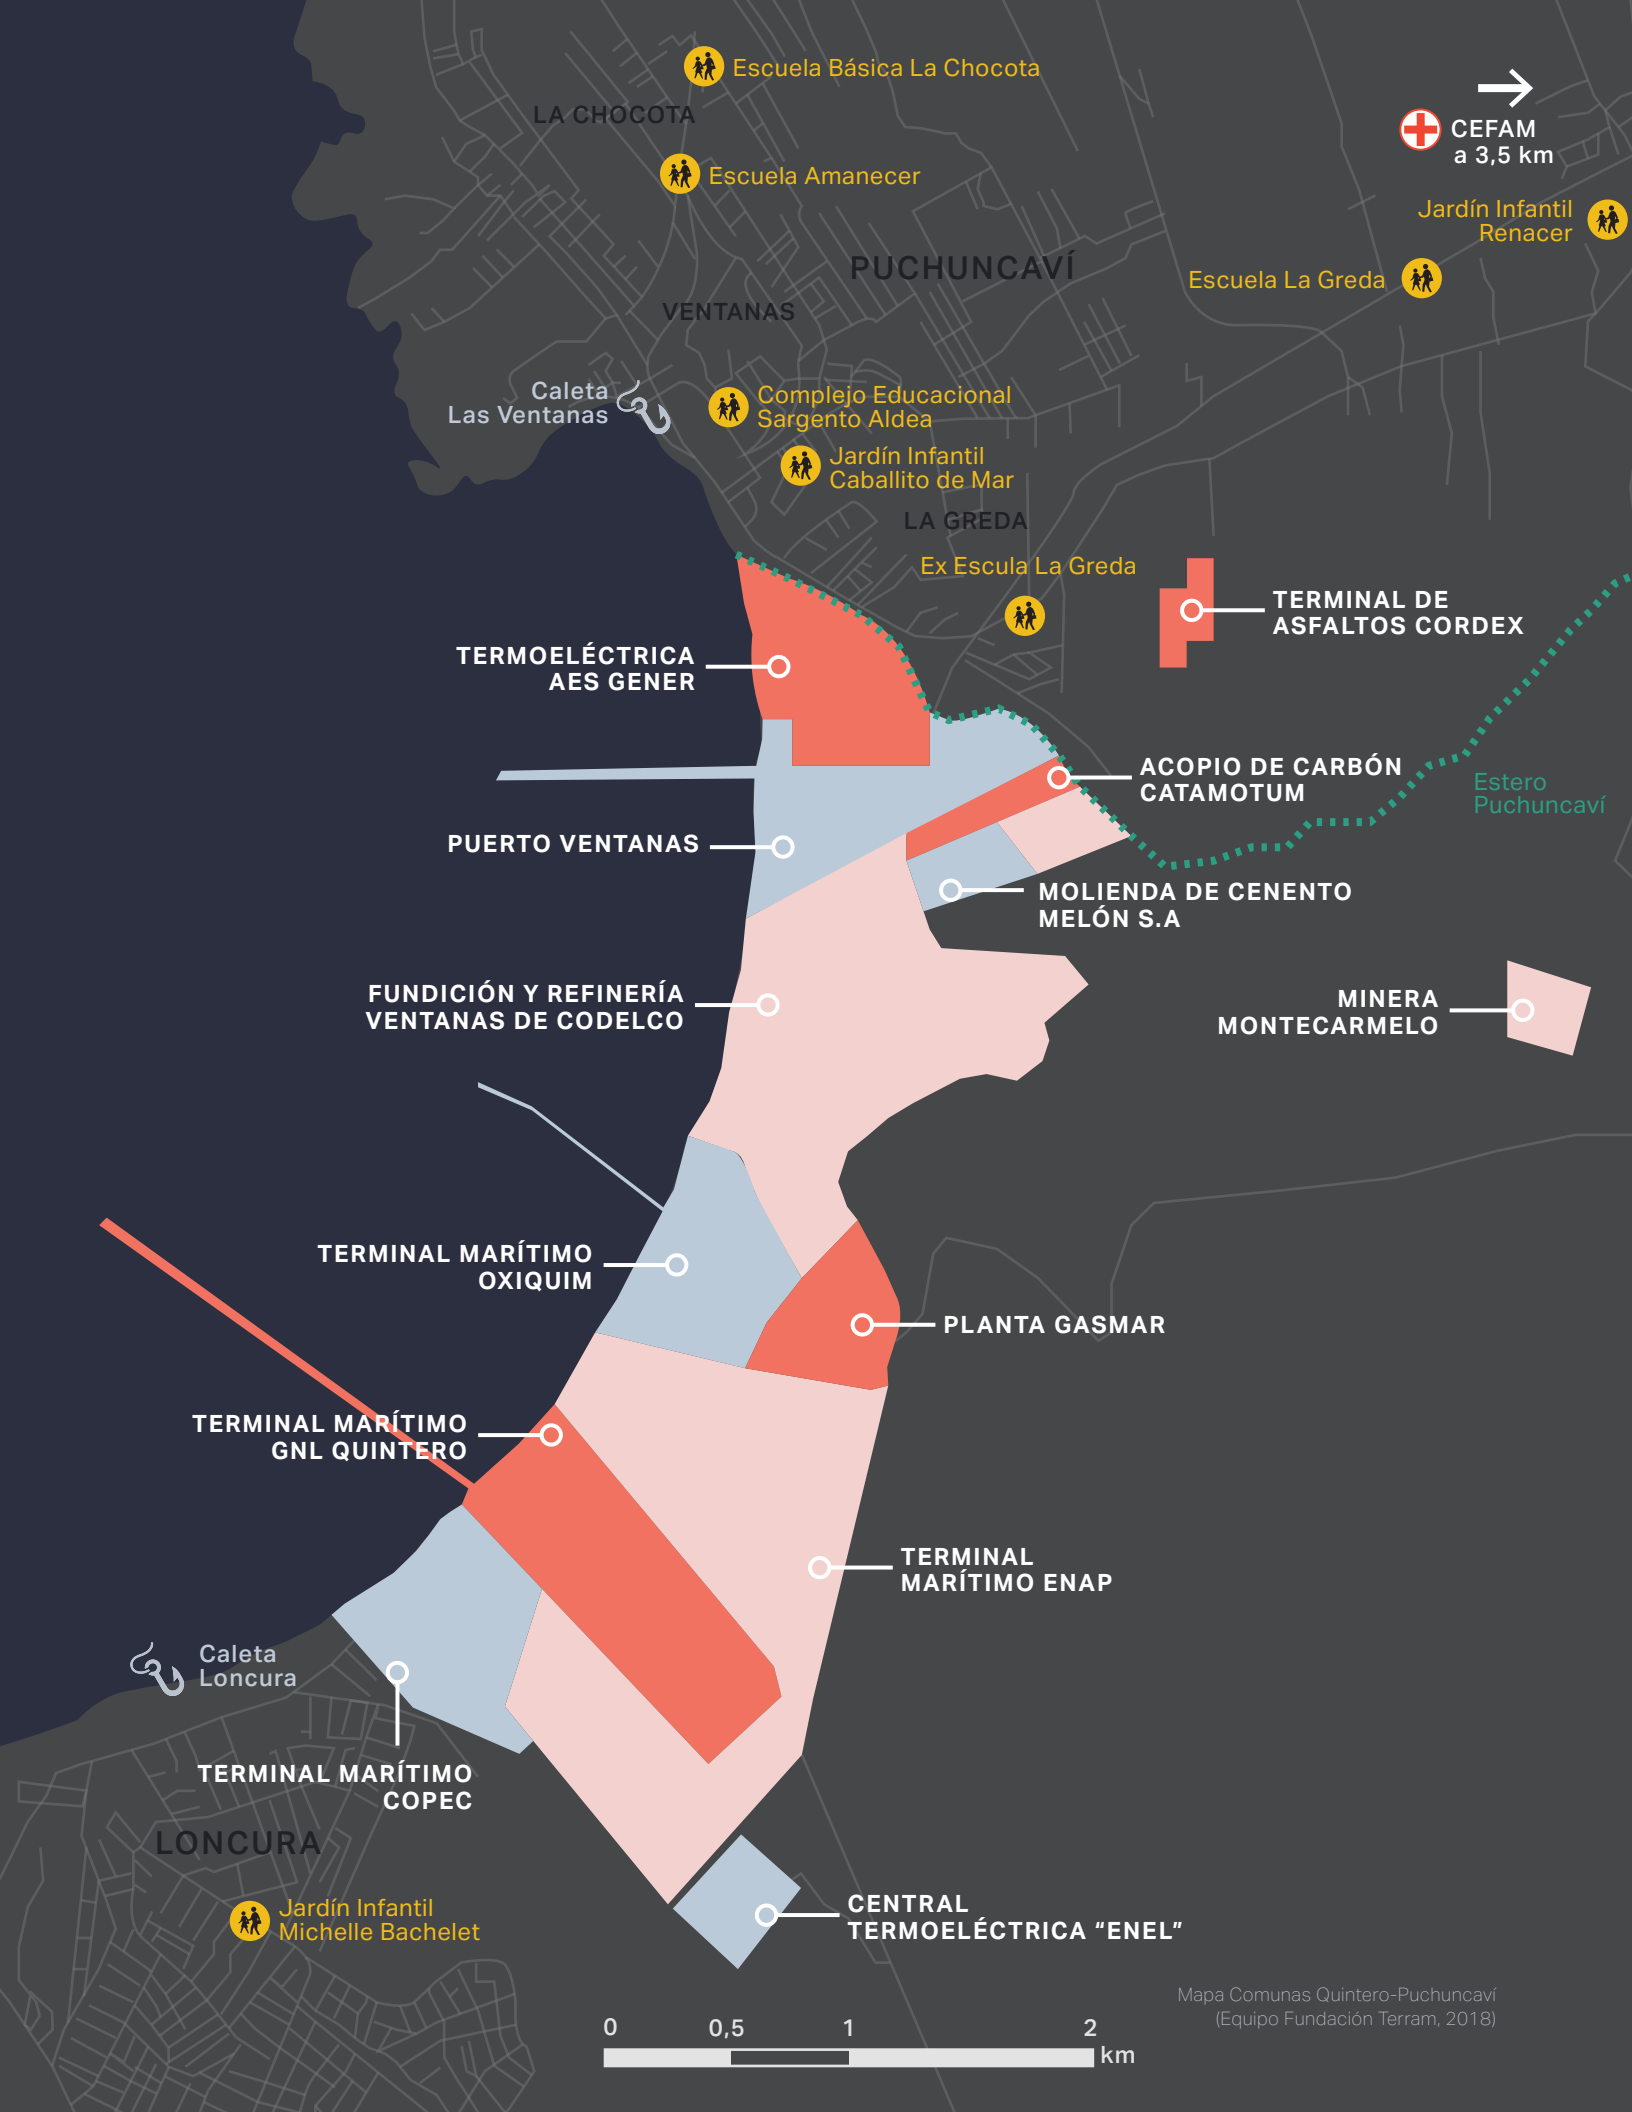 Escuela Básica La Chocota
LA CHOCOTA
CEFAM
a 3,5 km
Escuela Amanecer
Jardín Infantil
Renacer
PUCHUNCAVÍ
Escuela La Greda
VENTANAS
Caleta
Las Ventanas
Complejo Educacional
Sargento Aldea
Jardín Infantil
Caballito de Mar
LA GREDA
Ex Escula La Greda
TERMINAL DE
ASFALTOS CORDEX
TERMOELÉCTRICA
AES GENER
ACOPIO DE CARBÓN
CATAMOTUM
Estero
Puchuncaví
PUERTO VENTANAS
MOLIENDA DE CENENTO
MELÓN S.A
FUNDICIÓN Y REFINERÍA
VENTANAS DE CODELCO
MINERA
MONTECARMELO
TERMINAL MARÍTIMO
OXIQUIM
PLANTA GASMAR
TERMINAL MARÍTIMO
GNL QUINTERO
TERMINAL
MARÍTIMO ENAP
Caleta
Loncura
TERMINAL MARÍTIMO
COPEC
LONCURA
Jardín Infantil
Michelle Bachelet
CENTRAL
TERMOELÉCTRICA “ENEL”
Mapa Comunas Quintero-Puchuncaví
(Equipo Fundación Terram, 2018)
0 0,5 1 2
km